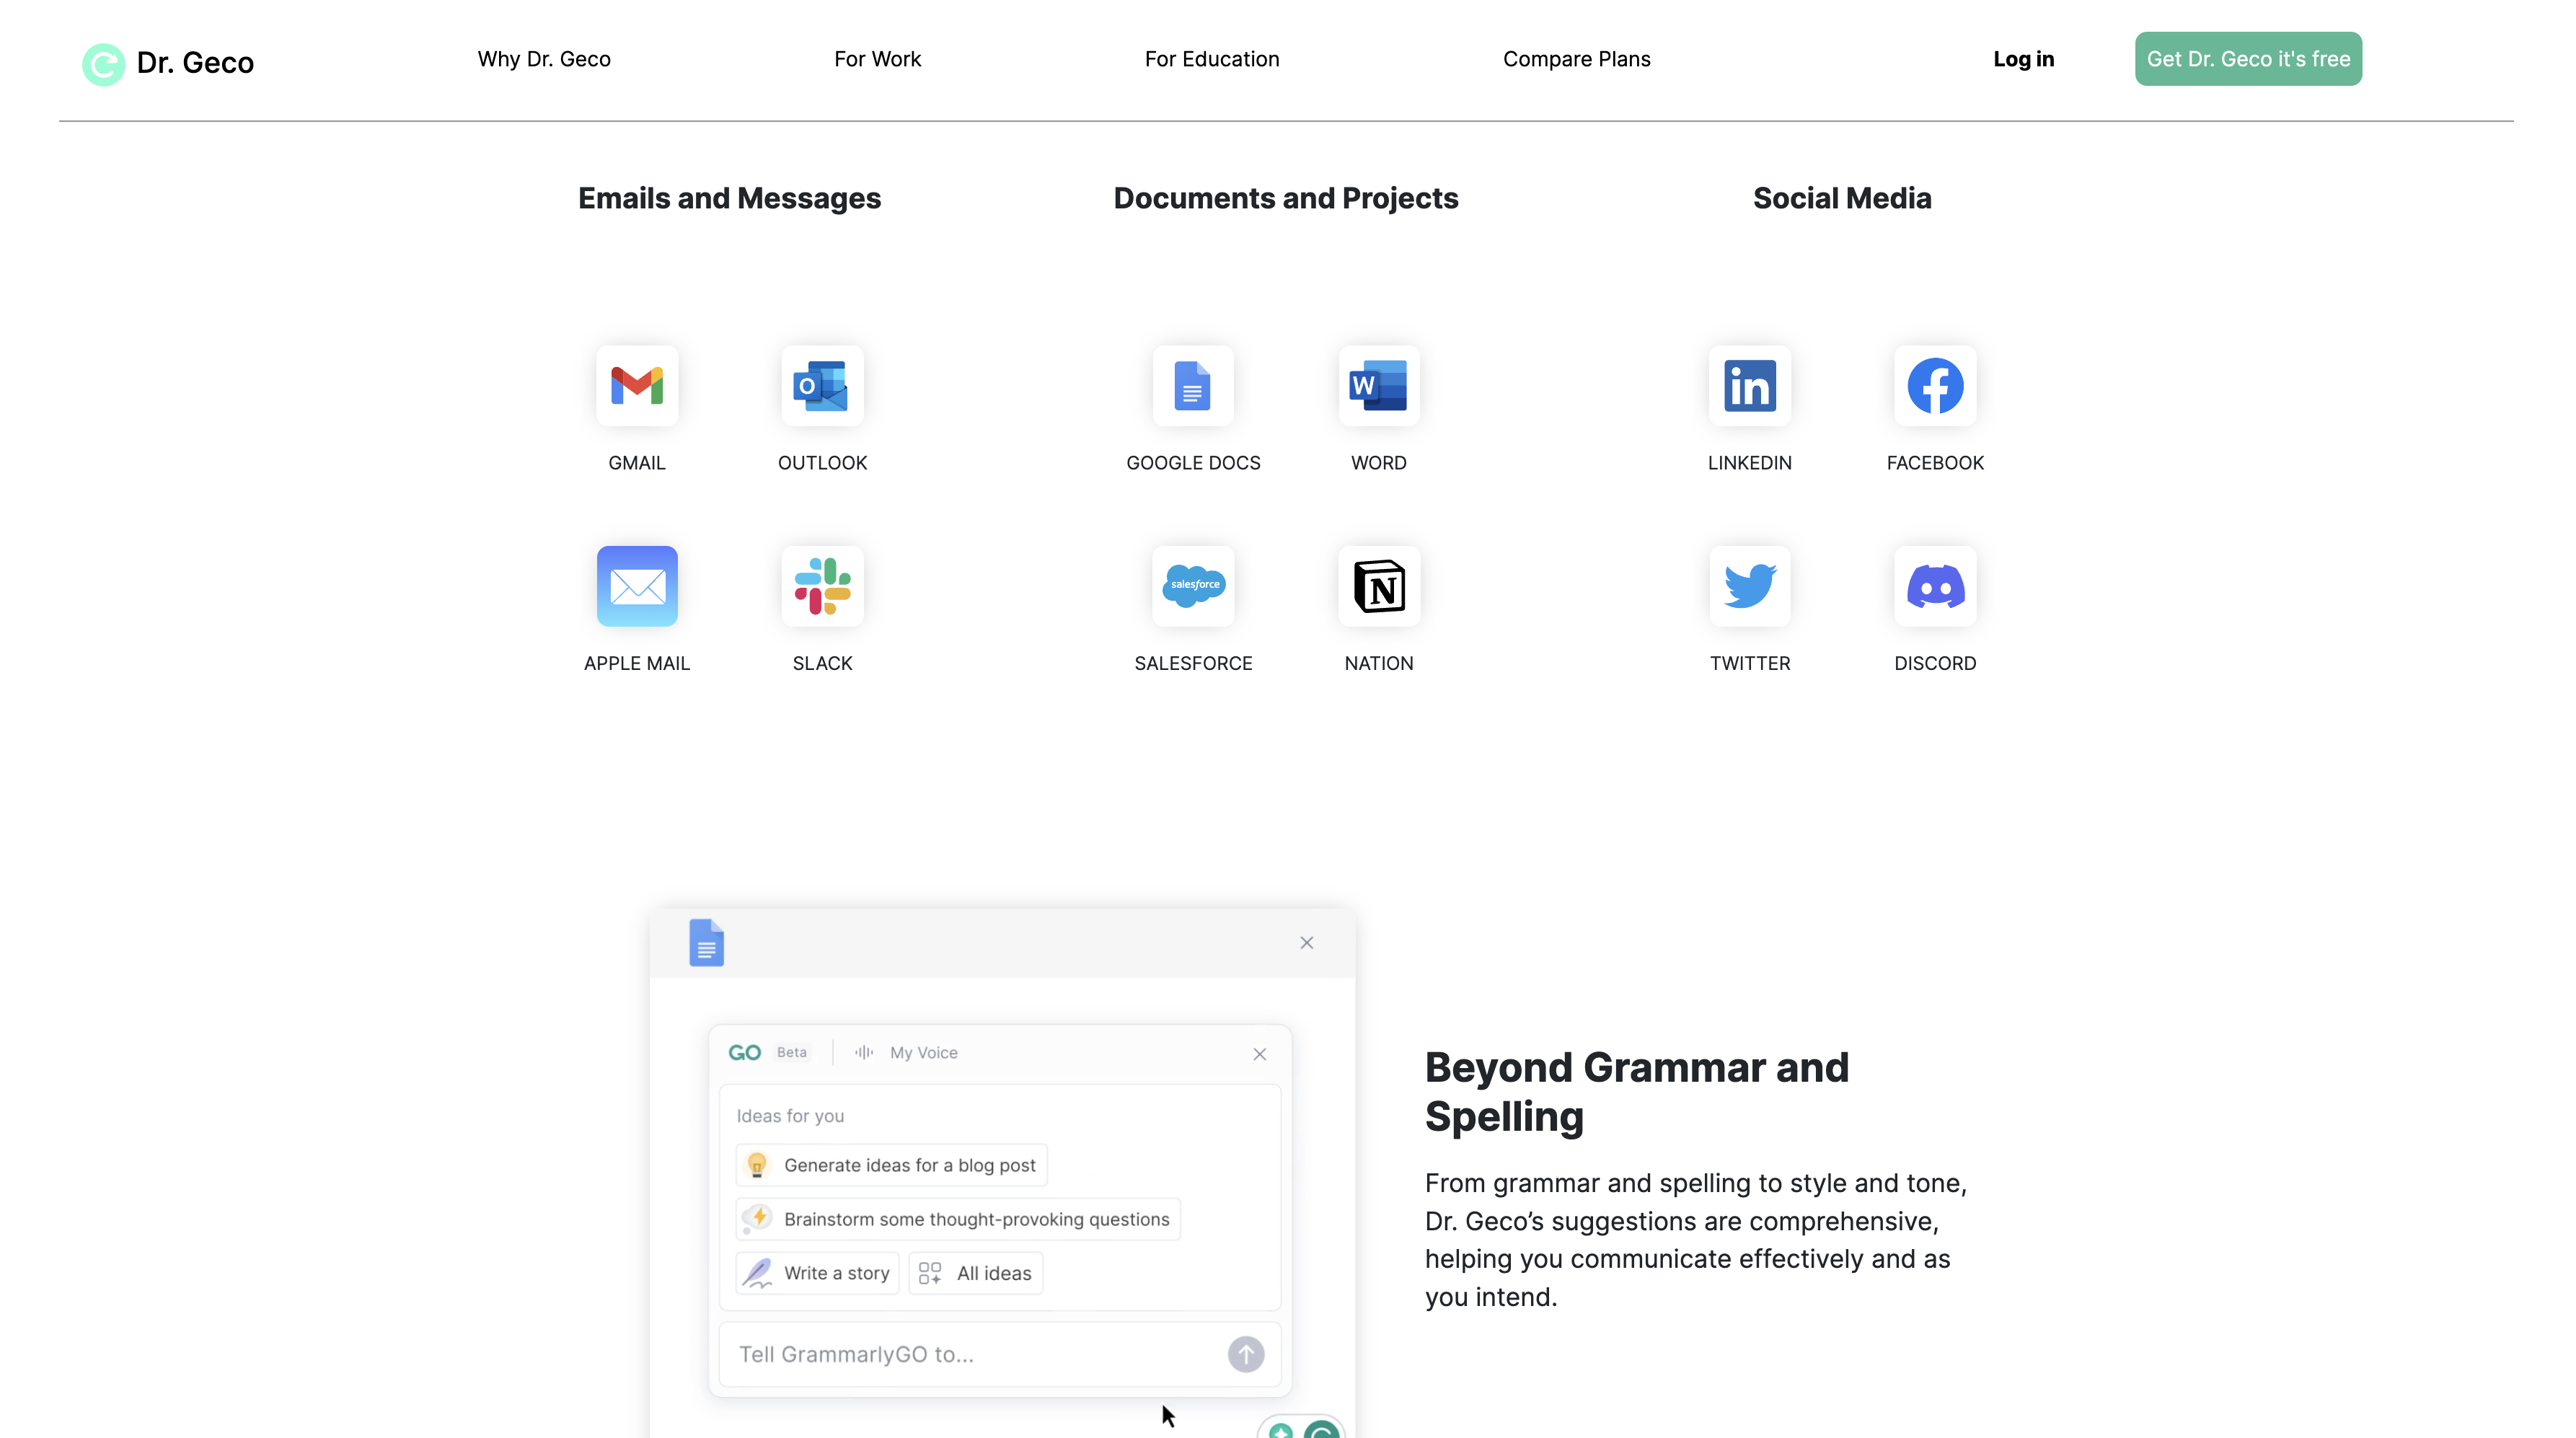 Dr. Geco
Why Dr. Geco
For Work
For Education
Compare Plans
Log in
Get Dr. Geco it's free
Emails and Messages
Documents and Projects
Social Media
GMAIL
OUTLOOK
GOOGLE DOCS
W
WORD
in
LINKEDIN
FACEBOOK
APPLE MAIL
SLACK
salesforce
SALESFORCE
N
NATION
TWITTER
DISCORD
GO
Beta
My Voice
Ideas for you
Generate ideas for a blog post
Brainstorm some thought-provoking questions
Write a story
All ideas
Tell GrammarlyGO to...
Beyond Grammar and
Spelling
From grammar and spelling to style and tone,
Dr. Geco’s suggestions are comprehensive,
helping you communicate effectively and as
you intend.